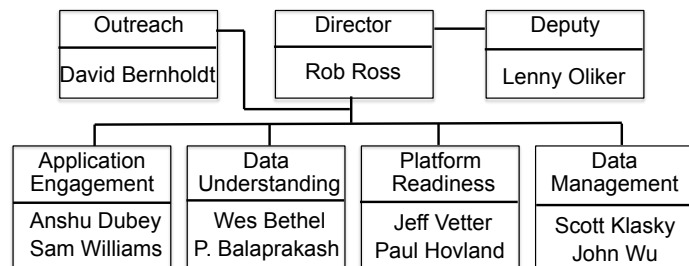 Outreach
David Bernholdt
Director
Rob Ross
Deputy
Lenny Oliker
Application
Engagement
Anshu Dubey
Sam Williams
Data
Understanding
Wes Bethel
P. Balaprakash
Platform
Readiness
Jeff Vetter
Paul Hovland
Data
Management
Scott Klasky
John Wu